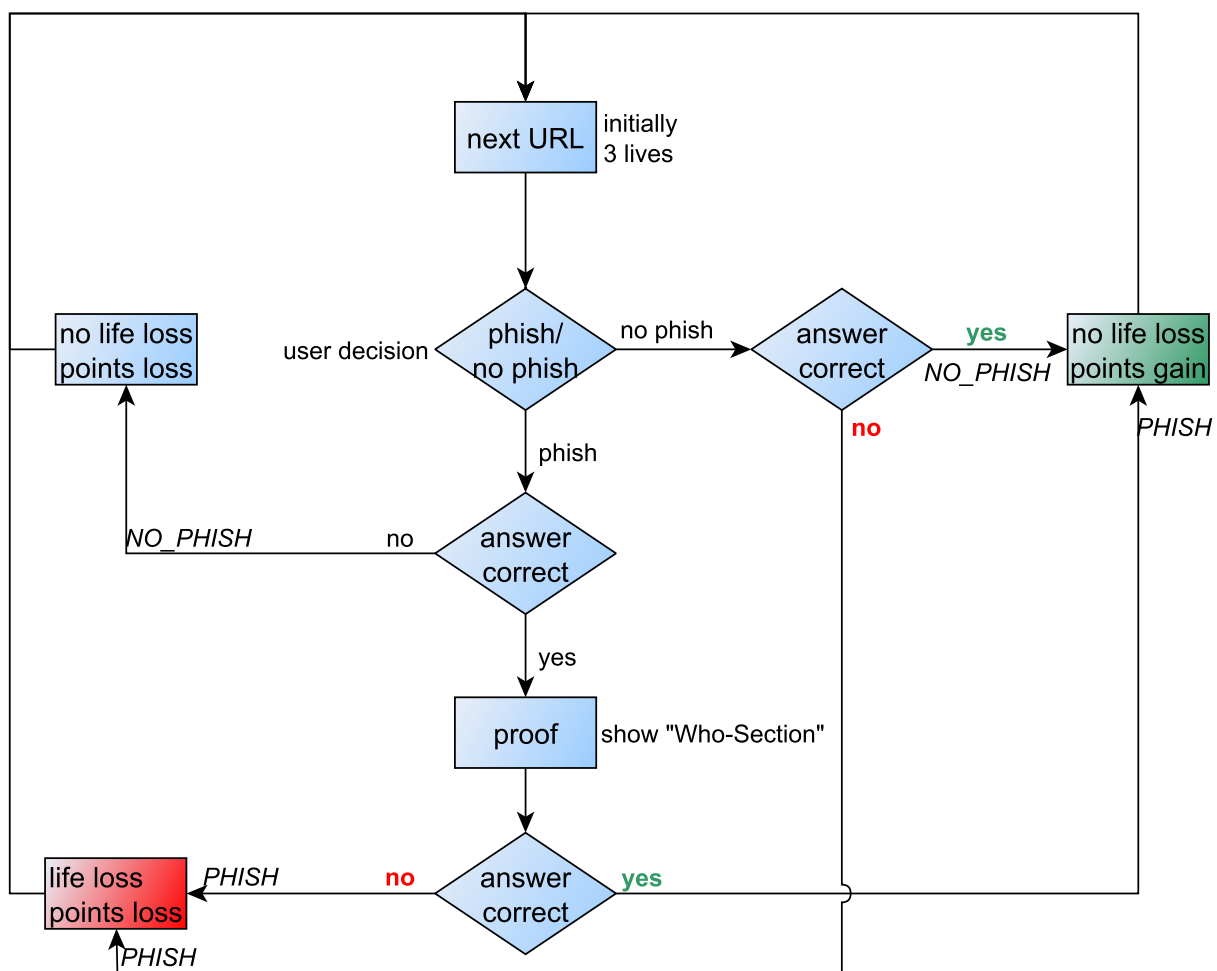 next URL
initially
3 lives
no life loss
points loss
user decision
phish/
no phish
no phish
answer
correct
yes
NO_PHISH
no life loss
points gain
no
PHISH
phish
NO_PHISH
no
answer
correct
yes
proof
show "Who-Section"
life loss
points loss
PHISH
no
answer
correct
yes
PHISH